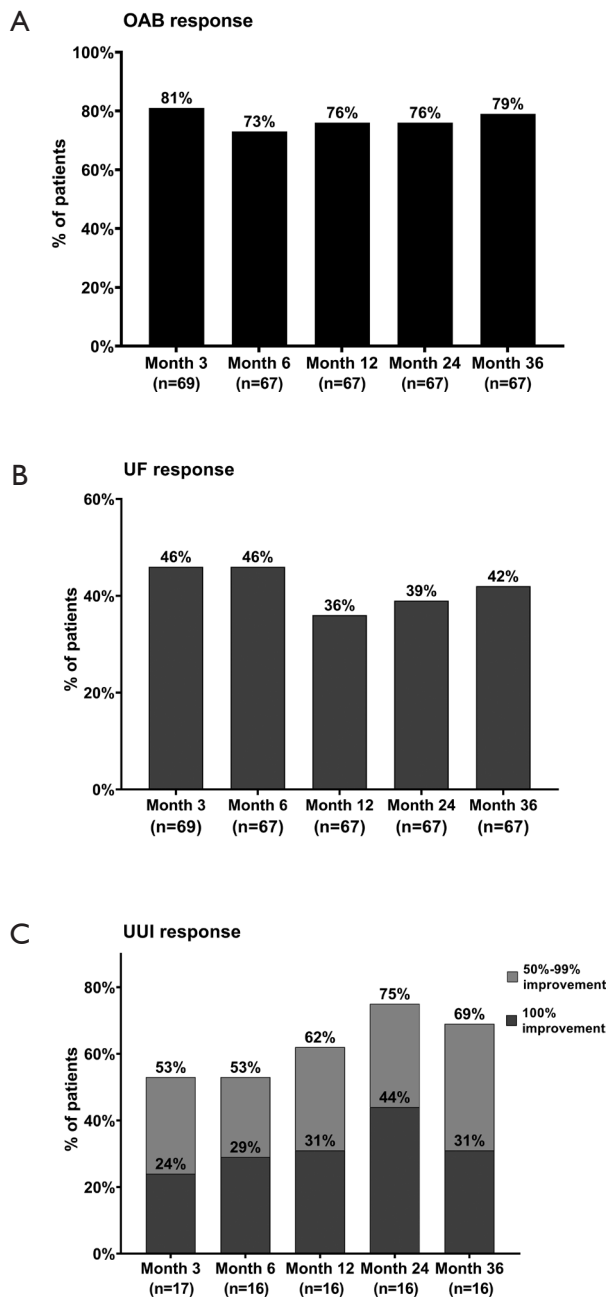 A
OAB response
% of patients
100%
80%
60%
40%
20%
0%
81%
73%
76%
76%
79%
Month 3 Month 6 Month 12 Month 24 Month 36
(n=69) (n=67) (n=67) (n=67) (n=67)
B
UF response
% of patients
60%
40%
20%
0%
46%
46%
36%
39%
42%
Month 3 Month 6 Month 12 Month 24 Month 36
(n=69) (n=67) (n=67) (n=67) (n=67)
C
UUI response
% of patients
80%
60%
40%
20%
0%
53%
53%
62%
75%
69%
24%
29%
31%
44%
31%
50%-99%
improvement
100%
improvement
Month 3 Month 6 Month 12 Month 24 Month 36
(n=17) (n=16) (n=16) (n=16) (n=16)